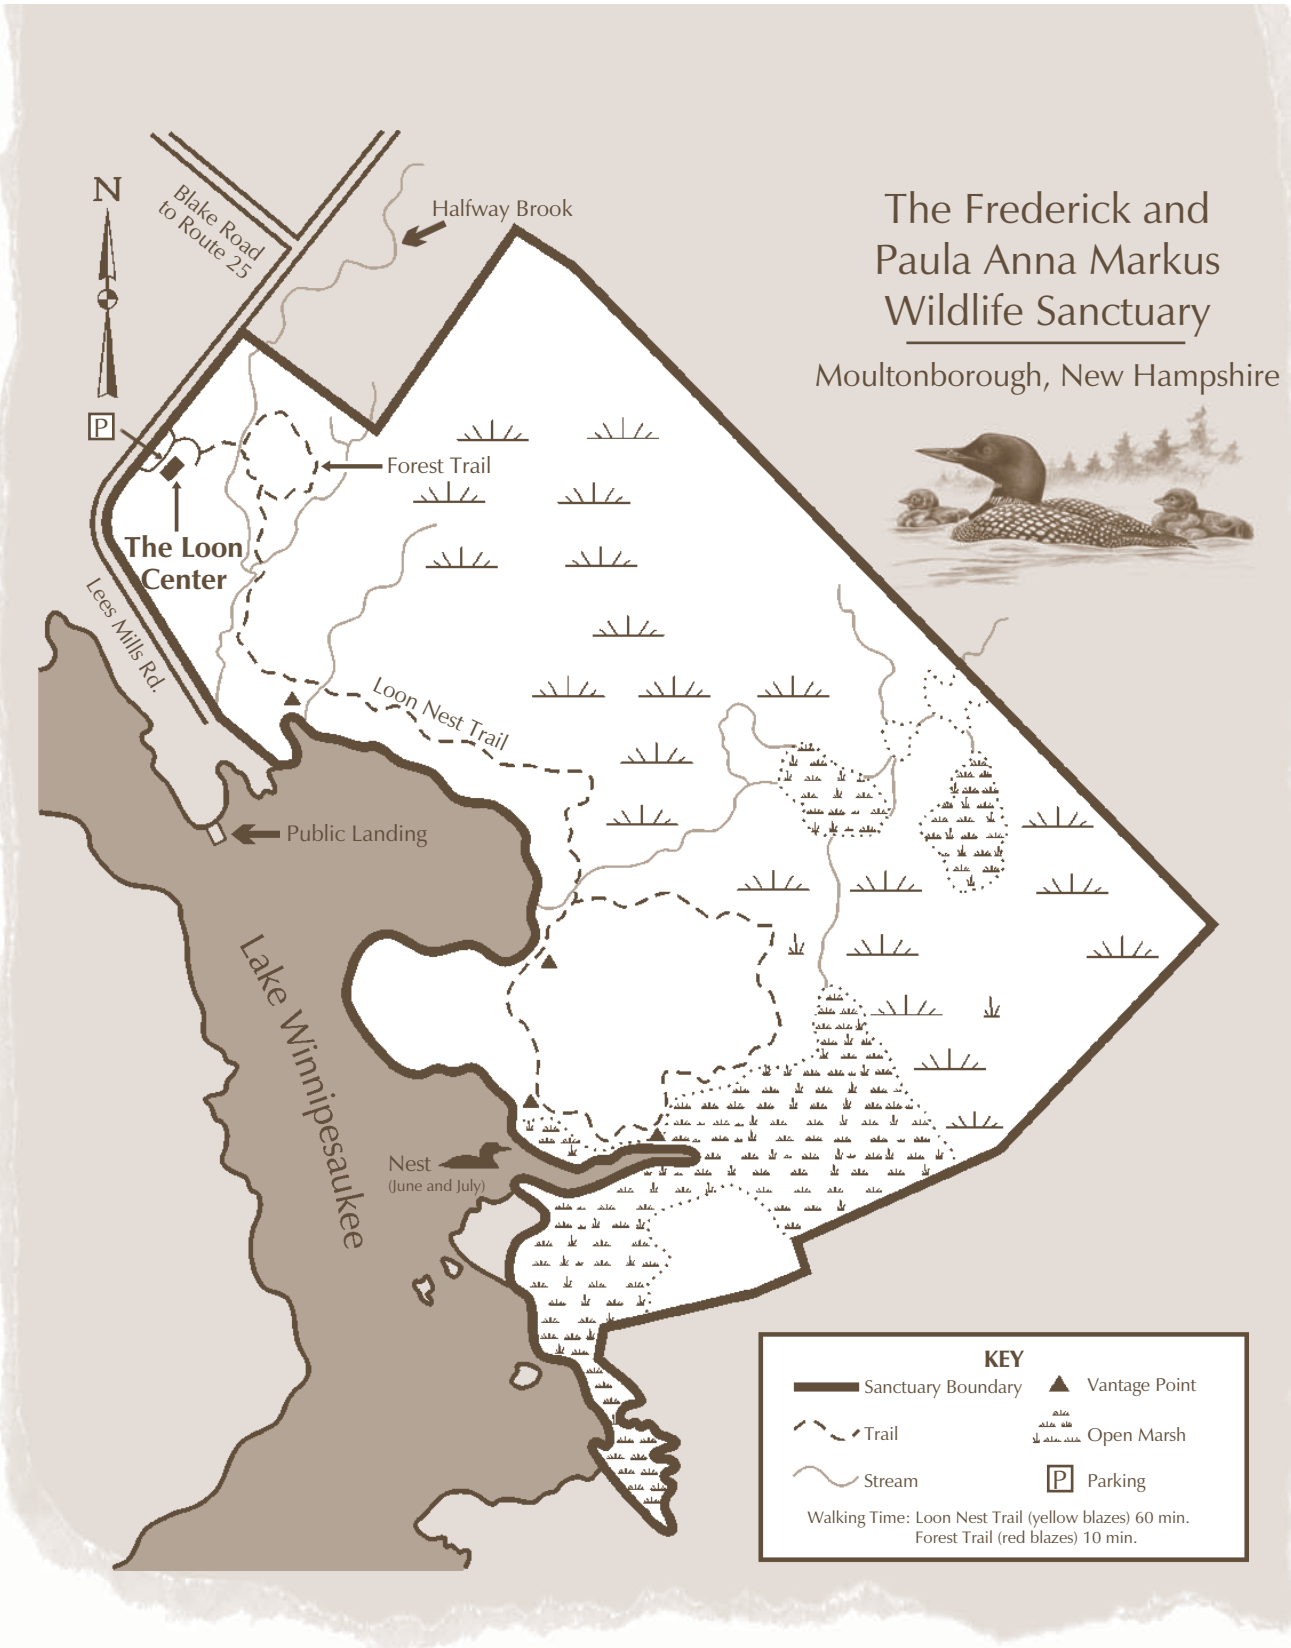 The Frederick and
Paula Anna Markus
Wildlife Sanctuary
Moultonborough, New Hampshire
N
Blake Road
to Route 25
Halfway Brook
P
Forest Trail
The Loon
Center
Lees Mills Rd.
Loon Nest Trail
Public Landing
Lake Winnipesaukee
Nest
(June and July)
KEY
Sanctuary Boundary
Vantage Point
Trail
Open Marsh
Stream
P
Parking
Walking Time: Loon Nest Trail (yellow blazes) 60 min.
Forest Trail (red blazes) 10 min.